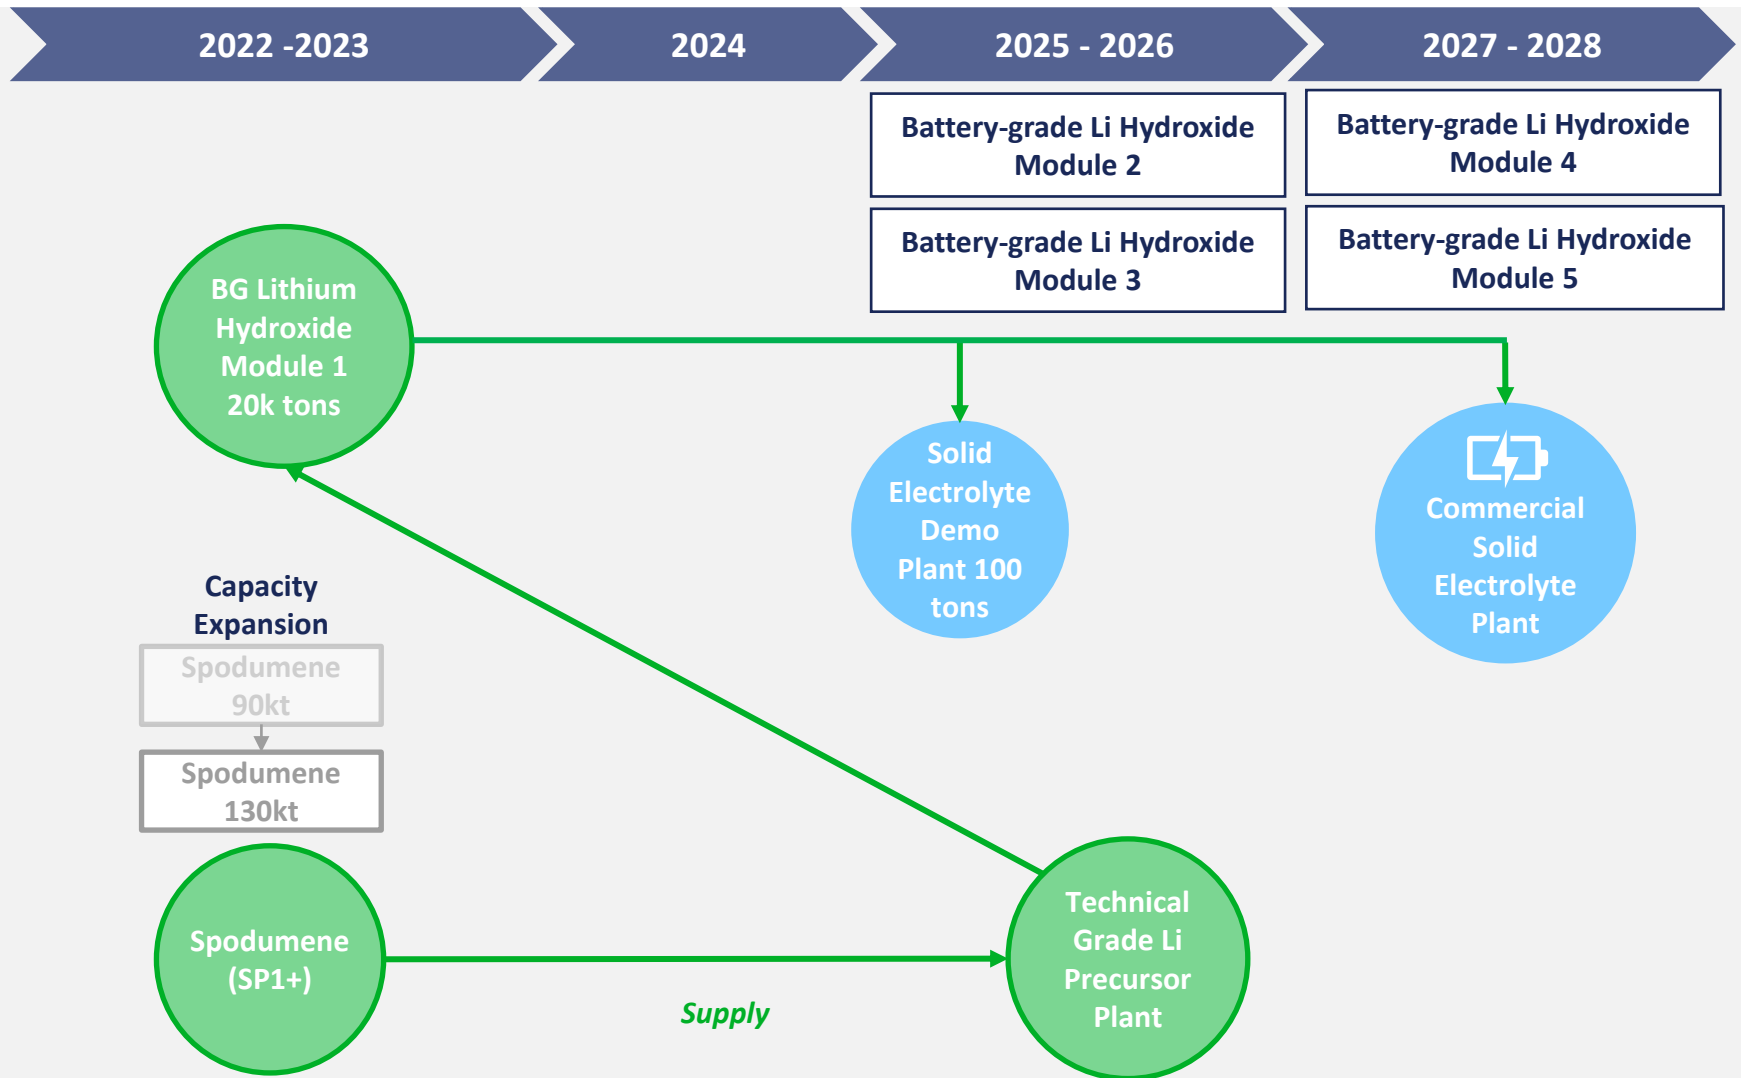 2022 -2023
2024
2025 - 2026
2027 - 2028
Battery-grade Li Hydroxide
Module 2
Battery-grade Li Hydroxide
Module 4
Battery-grade Li Hydroxide
Module 3
Battery-grade Li Hydroxide
Module 5
BG Lithium
Hydroxide
Module 1
20k tons
Solid
Electrolyte
Demo
Plant 100
tons
Commercial
Solid
Electrolyte
Plant
Capacity
Expansion
Spodumene
90kt
Spodumene
130kt
Spodumene
(SP1+)
Supply
Technical
Grade Li
Precursor
Plant